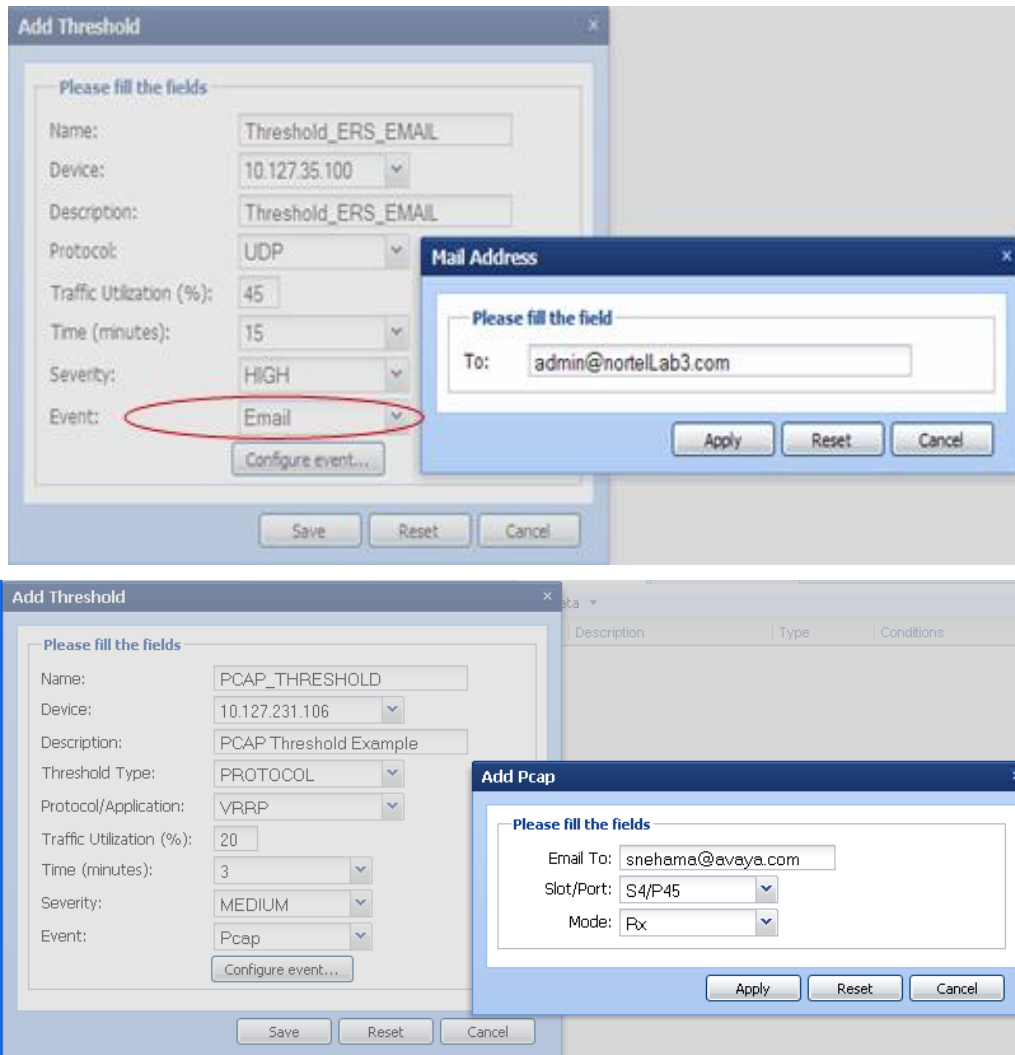 Add Threshold ×
Please fill the fields
Name: Threshold_ERS_EMAIL
Device: 10.127.35.100
Description: Threshold_ERS_EMAIL
Protocol: UDP
Traffic Utilization (%): 45
Time (minutes): 15
Severity: HIGH
Event: Email
Configure event...
Save Reset Cancel
Mail Address ×
Please fill the field
To: admin@nortelLab3.com
Apply Reset Cancel
Add Threshold ×
ata
Description Type Conditions
Please fill the fields
Name: PCAP_THRESHOLD
Device: 10.127.231.106
Description: PCAP Threshold Example
Threshold Type: PROTOCOL
Protocol/Application: VRRP
Traffic Utilization (%): 20
Time (minutes): 3
Severity: MEDIUM
Event: Pcap
Configure event...
Save Reset Cancel
Add Pcap
Please fill the fields
Email To: snehama@avaya.com
Slot/Port: S4/P45
Mode: Rx
Apply Reset Cancel